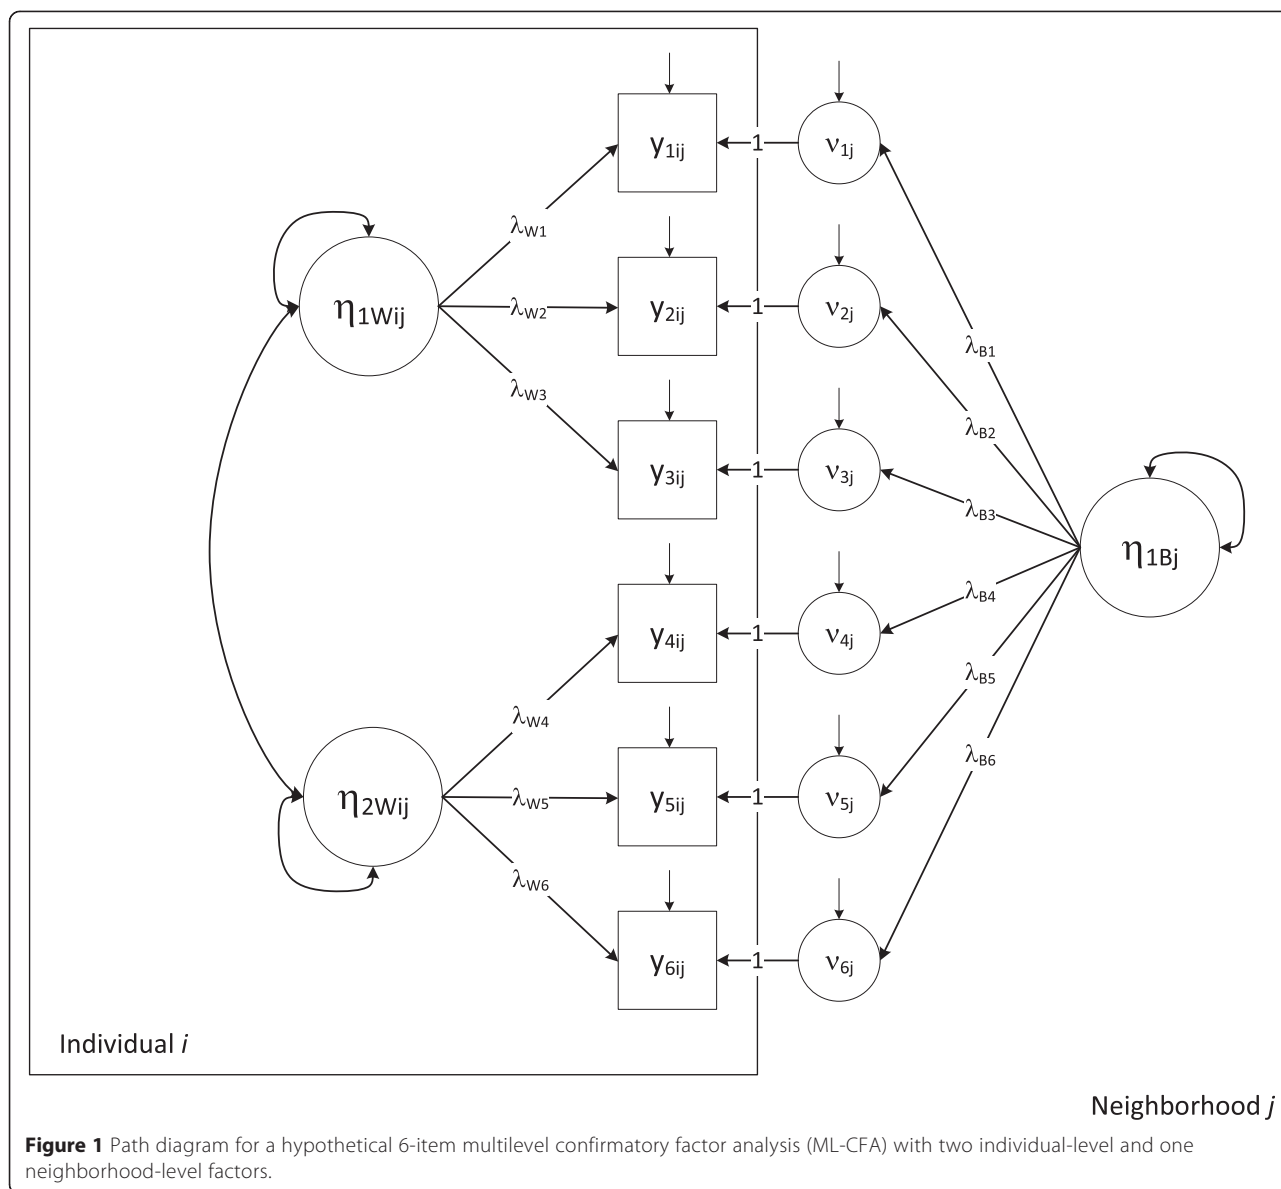 y1ij
1
ν1j
λW1
η1Wij
λW2
y2ij
1
ν2j
λB1
λW3
λB2
y3ij
1
ν3j
λB3
η1Bj
λB4
y4ij
1
ν4j
λB5
λW4
λB6
η2Wij
λW5
y5ij
1
ν5j
λW6
y6ij
1
ν6j
Individual i
Neighborhood j
Figure 1 Path diagram for a hypothetical 6-item multilevel confirmatory factor analysis (ML-CFA) with two individual-level and one
neighborhood-level factors.